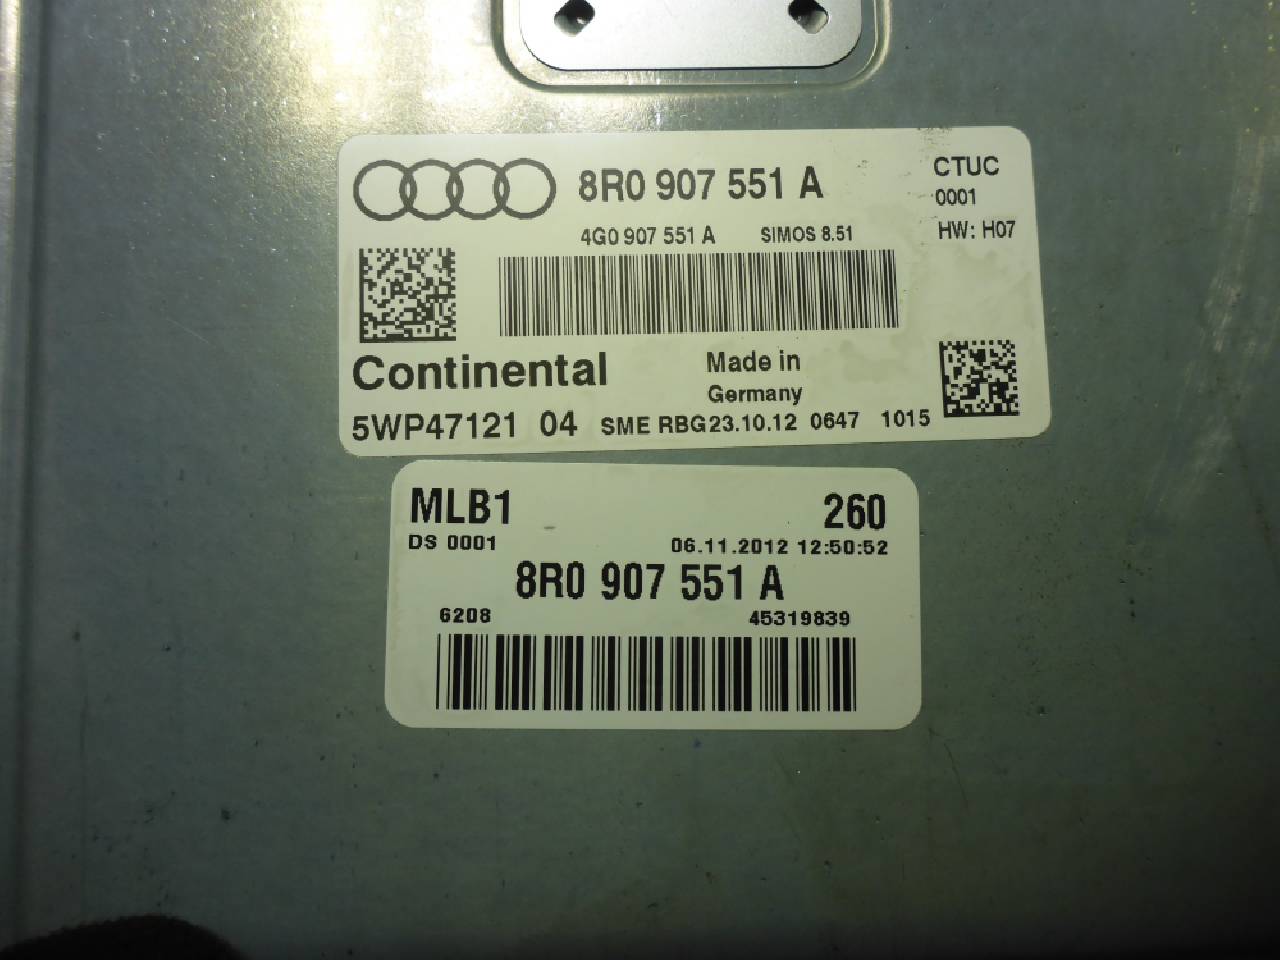 8R0 907 551 A
CTUC
0001
4G0 907 551 A SIMOS 8.51
HW: H07
Continental
Made in
Germany
5WP47121 04 SME RBG23.10.12 0647 1015
MLB1 260
DS 0001 06.11.2012 12:50:52
8R0 907 551 A
6208 45319839